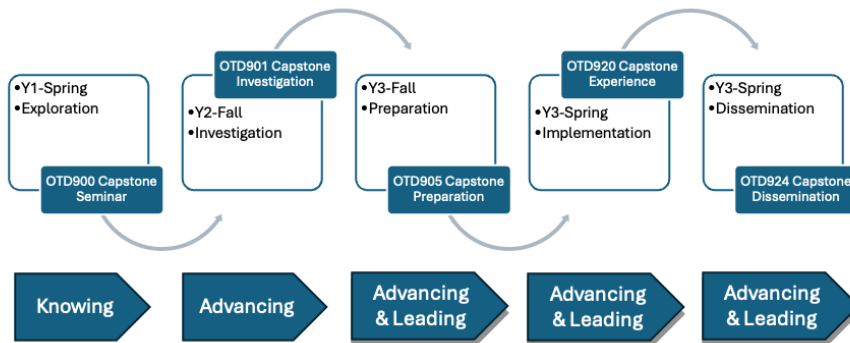 •Y1-Spring
•Exploration
OTD900 Capstone
Seminar
OTD901 Capstone
Investigation
•Y2-Fall
•Investigation
•Y3-Fall
•Preparation
OTD905 Capstone
Preparation
OTD920 Capstone
Experience
•Y3-Spring
•Implementation
•Y3-Spring
•Dissemination
OTD924 Capstone
Dissemination
Knowing
Advancing
Advancing
& Leading
Advancing
& Leading
Advancing
& Leading